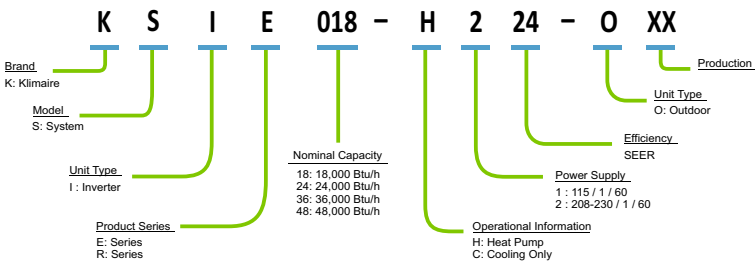 K S I E 018 - H 2 24 - O XX
Brand
K: Klimaire
Model
S: System
Unit Type
I : Inverter
Product Series
E: Series
R: Series
Nominal Capacity
18: 18,000 Btu/h
24: 24,000 Btu/h
36: 36,000 Btu/h
48: 48,000 Btu/h
Operational Information
H: Heat Pump
C: Cooling Only
Power Supply
1 : 115 / 1 / 60
2 : 208-230 / 1 / 60
Efficiency
SEER
Unit Type
O: Outdoor
Production